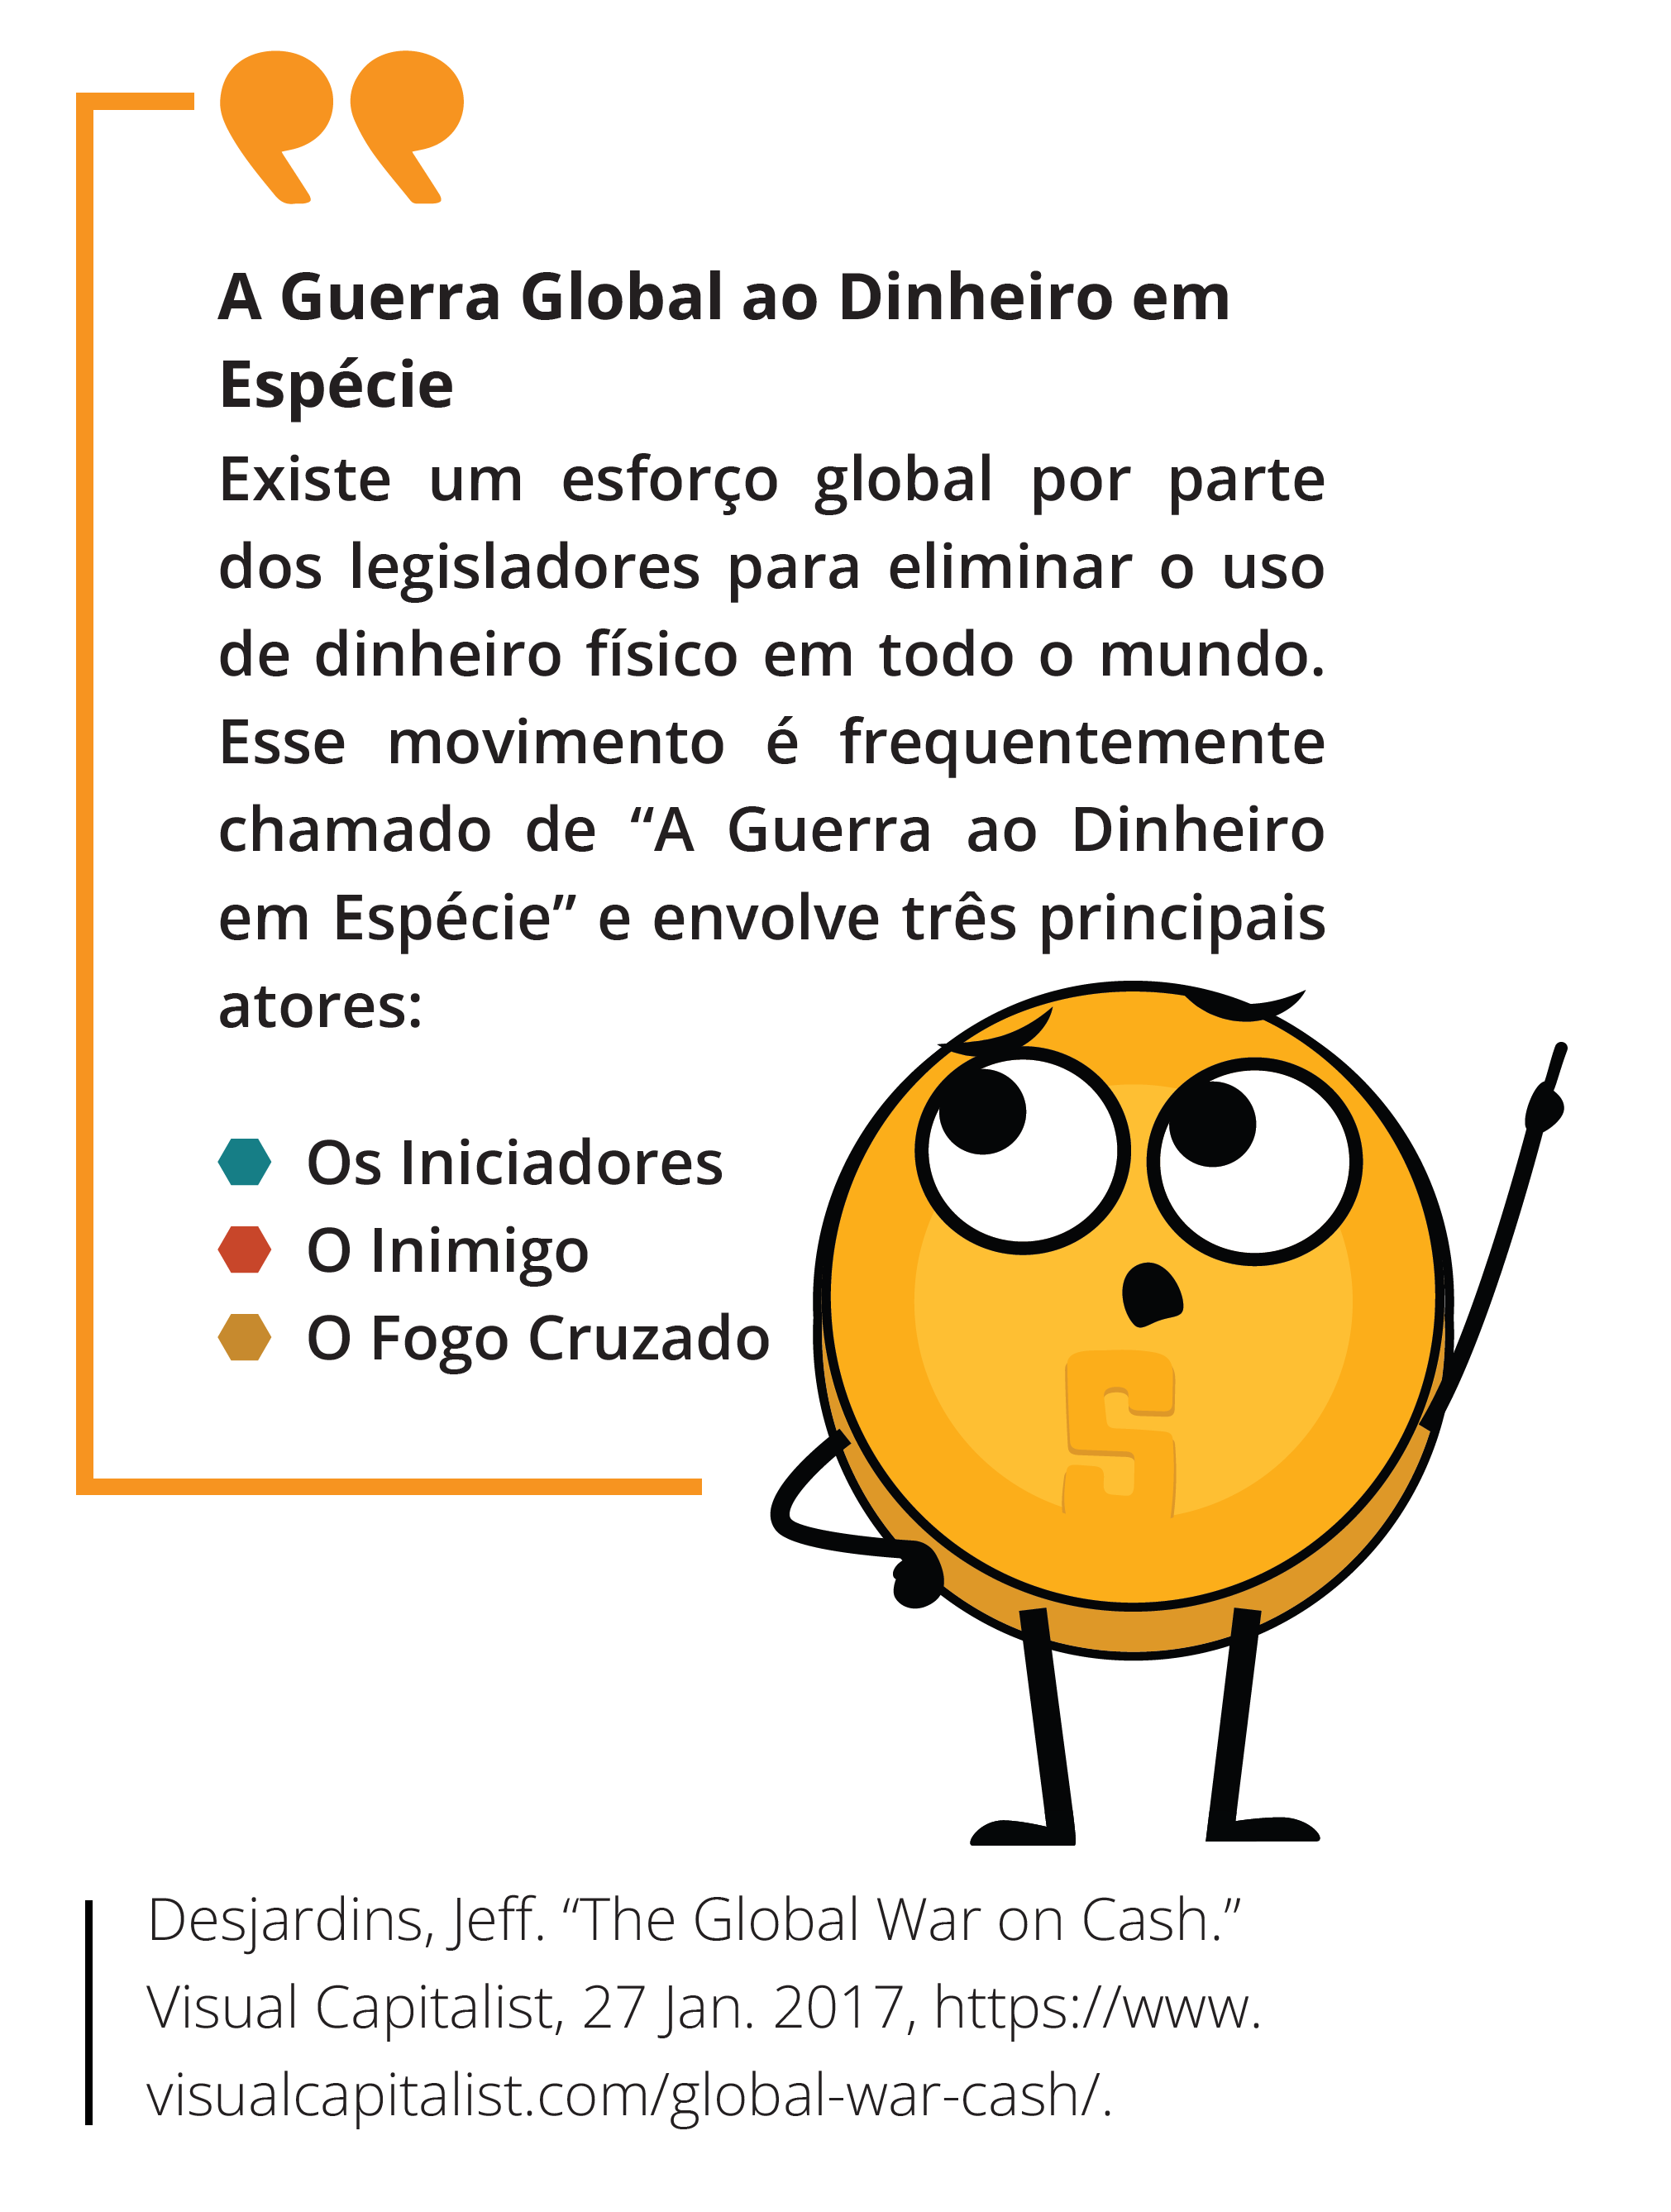 A Guerra Global ao Dinheiro em
Espécie
Existe um esforço global por parte
dos legisladores para eliminar o uso
de dinheiro físico em todo o mundo.
Esse movimento é frequentemente
chamado de “A Guerra ao Dinheiro
em Espécie” e envolve três principais
atores:
Os Iniciadores
O Inimigo
O Fogo Cruzado
Desjardins, Jeff. “The Global War on Cash.”
Visual Capitalist, 27 Jan. 2017, https://www.
visualcapitalist.com/global-war-cash/.